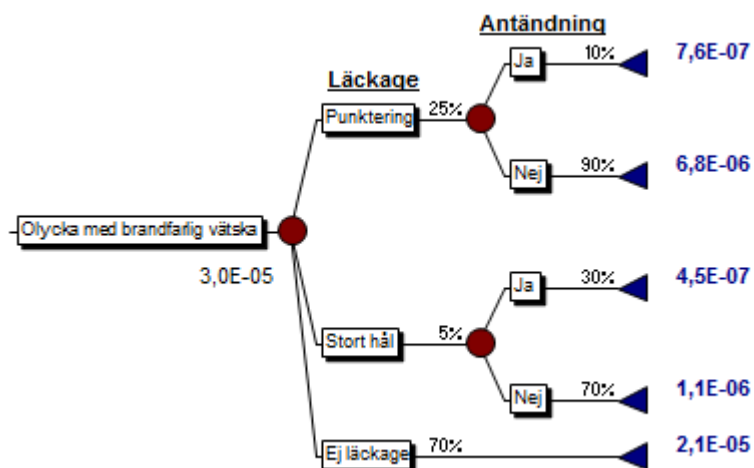 Antändning
Ja 10% 7,6E-07
Läckage
Punktering 25%
Nej 90% 6,8E-06
Olycka med brandfarlig vätska
3,0E-05
Ja 30% 4,5E-07
Stort hål 5%
Nej 70% 1,1E-06
Ej läckage 70% 2,1E-05